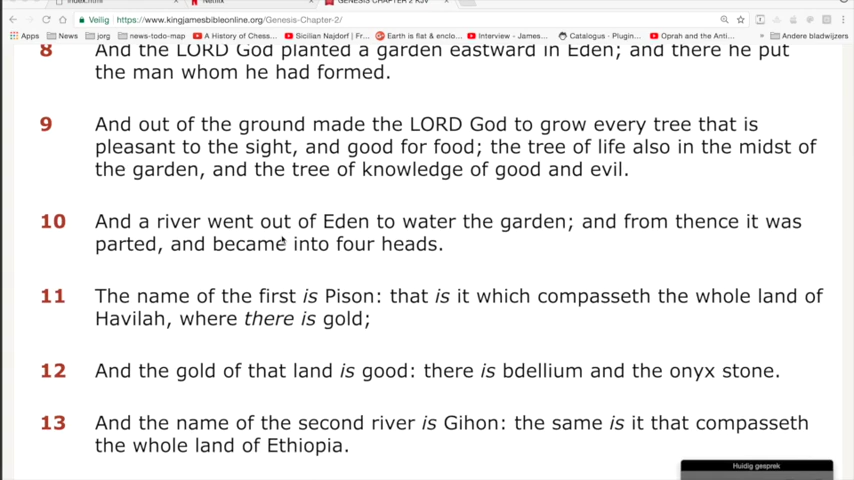 index.html
Netflix
GENESIS CHAPTER 2 KJV
Veilig
https://www.kingjamesbibleonline.org/Genesis-Chapter-2/
Apps News jorg news-todo-map A History of Chess... Sicilian Najdorf | Fr... Earth is flat & enclo... Interview - James... Catalogus - Plugin... Oprah and the Anti... » Andere bladwijzers
8 And the LORD God planted a garden eastward in Eden; and there he put
the man whom he had formed.
9 And out of the ground made the LORD God to grow every tree that is
pleasant to the sight, and good for food; the tree of life also in the midst of
the garden, and the tree of knowledge of good and evil.
10 And a river went out of Eden to water the garden; and from thence it was
parted, and became into four heads.
11 The name of the first is Pison: that is it which compasseth the whole land of
Havilah, where there is gold;
12 And the gold of that land is good: there is bdellium and the onyx stone.
13 And the name of the second river is Gihon: the same is it that compasseth
the whole land of Ethiopia.
Huidig gesprek